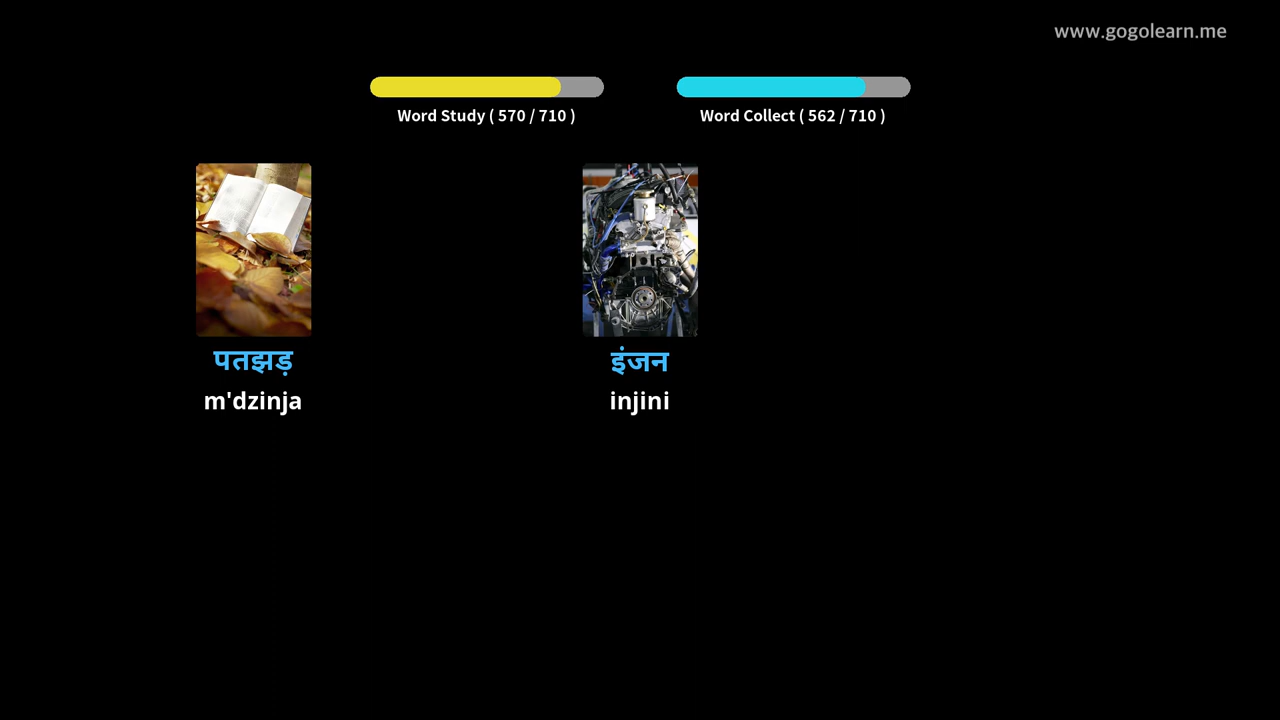 www.gogolearn.me
Word Study ( 570 / 710 )
Word Collect ( 562 / 710 )
पतझड़
m'dzinja
इंजन
injini